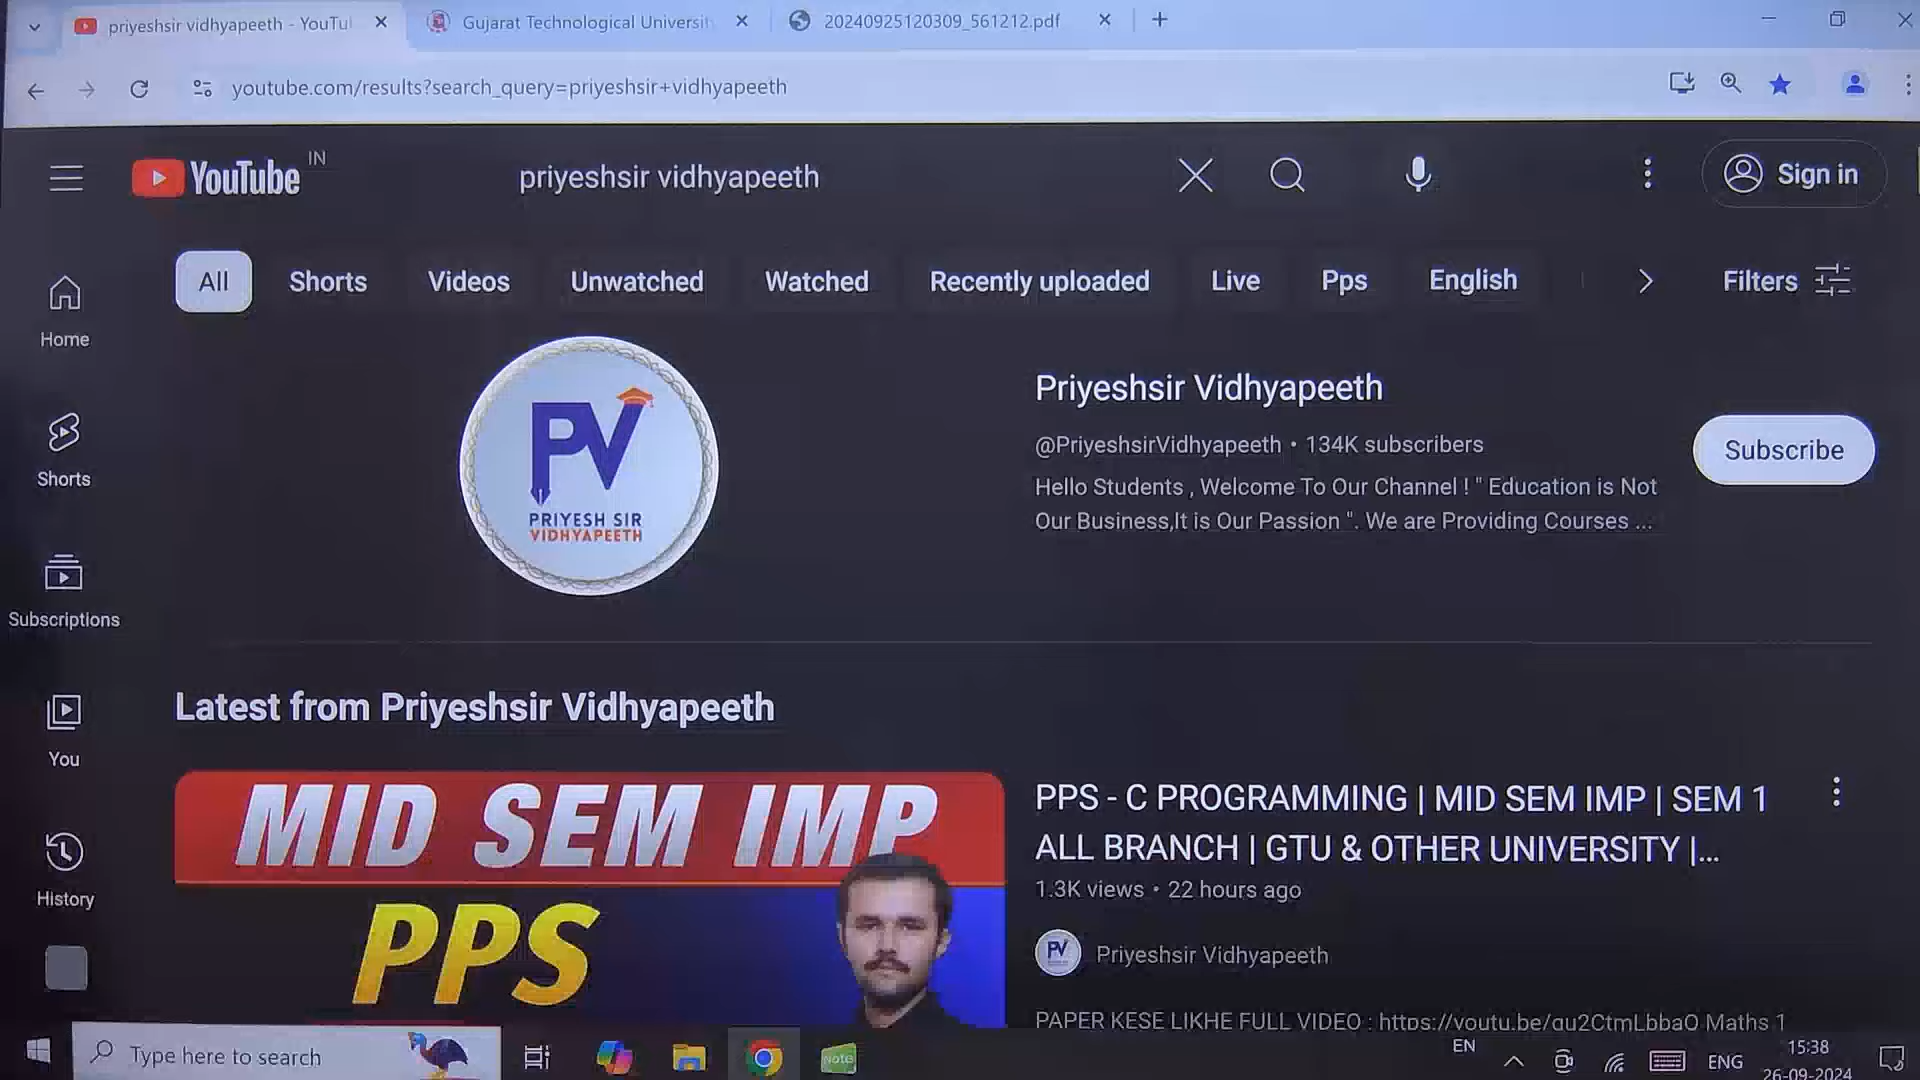 priyeshsir vidhyapeeth - YouTu
Gujarat Technological Universit
20240925120309_561212.pdf
youtube.com/results?search_query=priyeshsir+vidhyapeeth
YouTube IN
priyeshsir vidhyapeeth
Sign in
All
Shorts
Videos
Unwatched
Watched
Recently uploaded
Live
Pps
English
Filters
Home
Shorts
Subscriptions
You
History
PV
PRIYESH SIR
VIDHYAPEETH
Priyeshsir Vidhyapeeth
@PriyeshsirVidhyapeeth • 134K subscribers
Hello Students , Welcome To Our Channel ! " Education is Not
Our Business,It is Our Passion ". We are Providing Courses ...
Subscribe
Latest from Priyeshsir Vidhyapeeth
MID SEM IMP
PPS
PPS - C PROGRAMMING | MID SEM IMP | SEM 1
ALL BRANCH | GTU & OTHER UNIVERSITY |...
1.3K views • 22 hours ago
PV
Priyeshsir Vidhyapeeth
PAPER KESE LIKHE FULL VIDEO : https://youtu.be/qu2CtmLbbaQ Maths 1
Type here to search
note
EN
ENG
15:38
26-09-2024